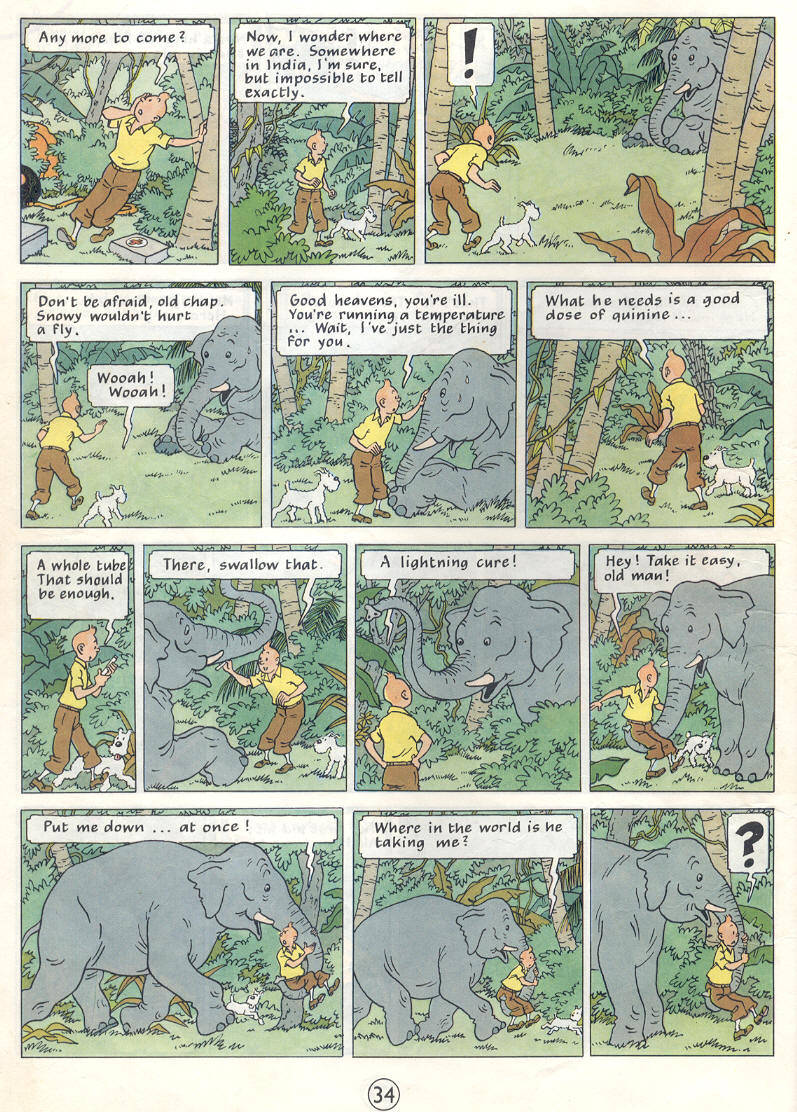 Any more to come?
Now, I wonder where
we are. Somewhere
in India, I'm sure,
but impossible to tell
exactly.
!
Don't be afraid, old chap.
Snowy wouldn't hurt
a fly.
Wooah!
Wooah!
Good heavens, you're ill.
You're running a temperature
... Wait, I've just the thing
for you.
What he needs is a good
dose of quinine...
A whole tube?
That should
be enough.
There, swallow that.
A lightning cure!
Hey! Take it easy,
old man!
Put me down ... at once!
Where in the world is he
taking me?
?
34